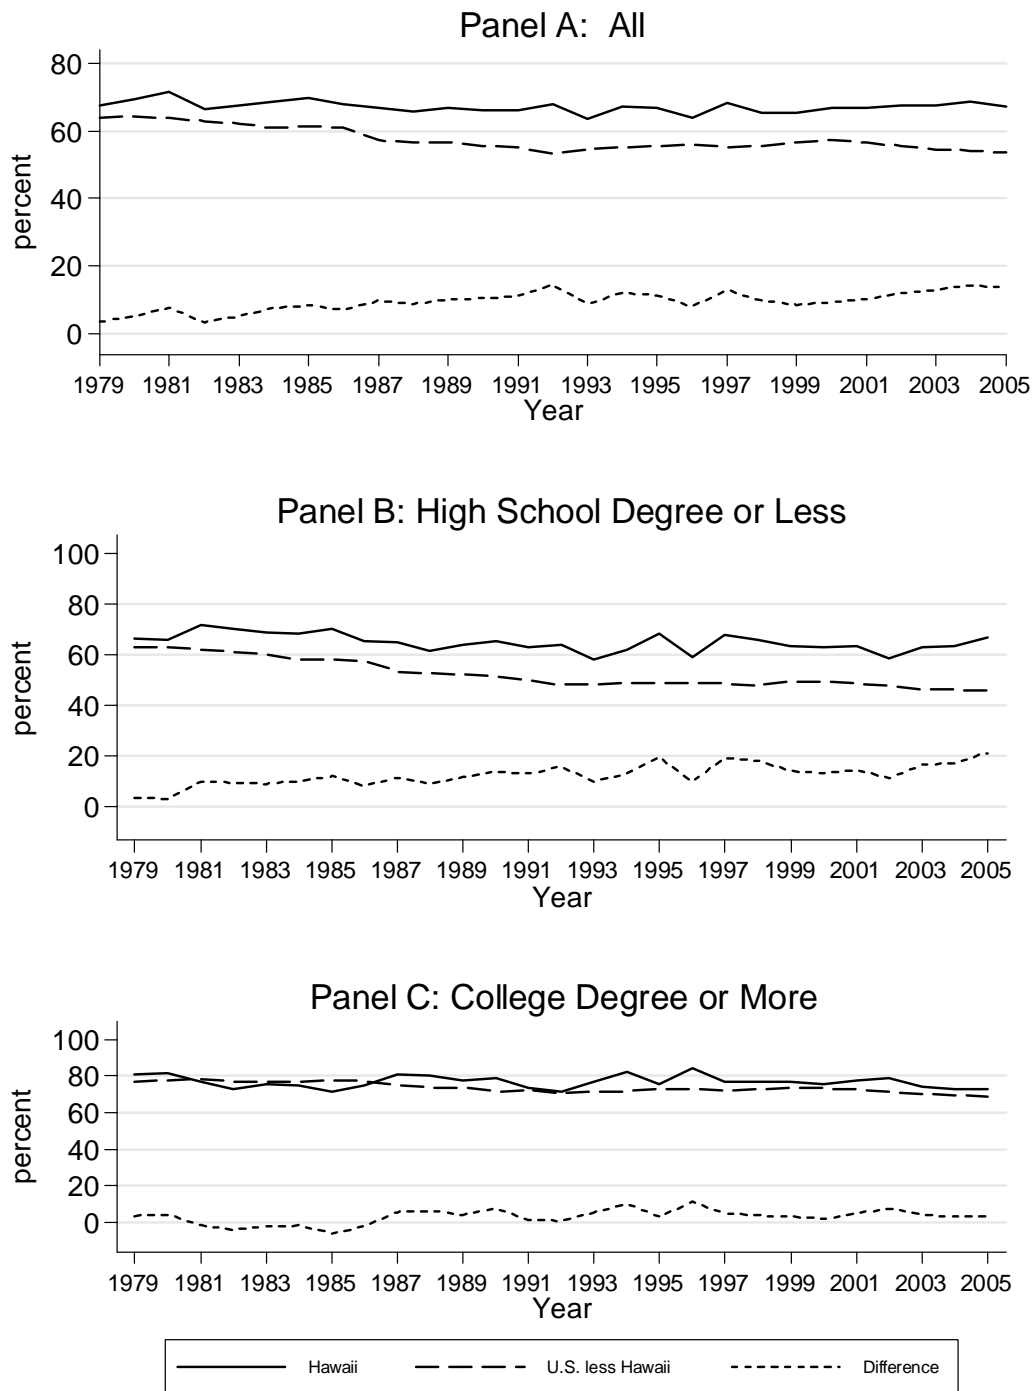 Panel A: All
80
60
40
20
0
percent
1979 1981 1983 1985 1987 1989 1991 1993 1995 1997 1999 2001 2003 2005
Year
Panel B: High School Degree or Less
100
80
60
40
20
0
percent
1979 1981 1983 1985 1987 1989 1991 1993 1995 1997 1999 2001 2003 2005
Year
Panel C: College Degree or More
100
80
60
40
20
0
percent
1979 1981 1983 1985 1987 1989 1991 1993 1995 1997 1999 2001 2003 2005
Year
Hawaii U.S. less Hawaii Difference